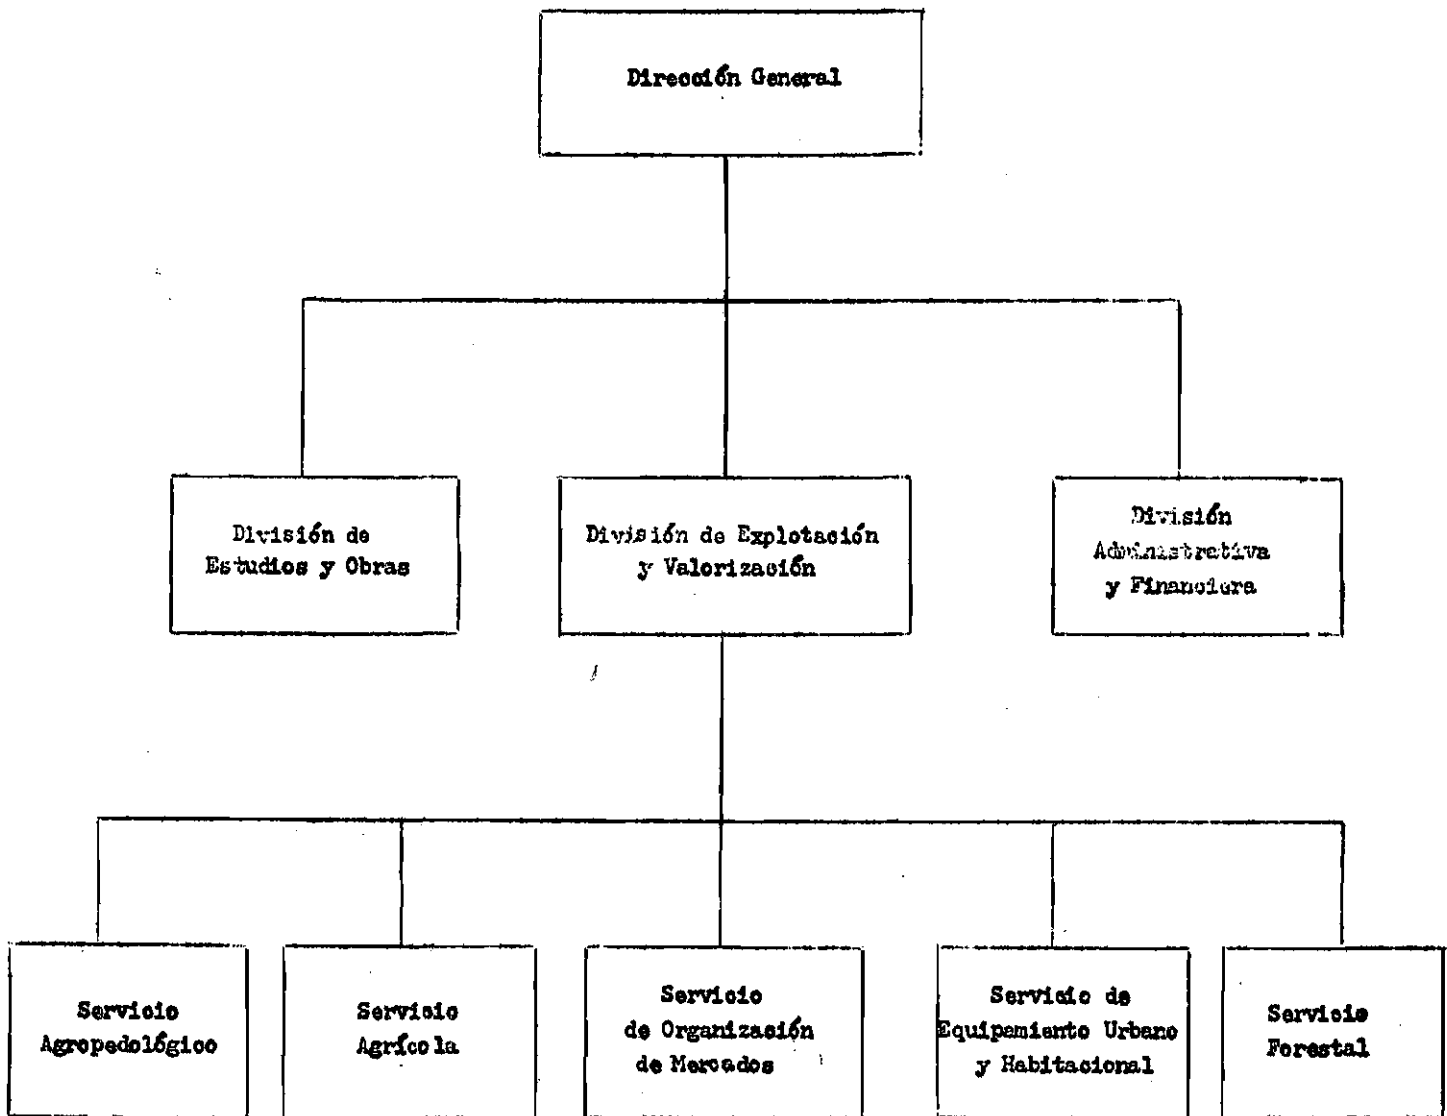 Dirección General
División de
Estudios y Obras
División de Explotación
y Valorización
División
Administrativa
y Financiera
Servicio
Agropedológico
Servicio
Agrícola
Servicio
de Organización
de Mercados
Servicio de
Equipamiento Urbano
y Habitacional
Servicio
Forestal